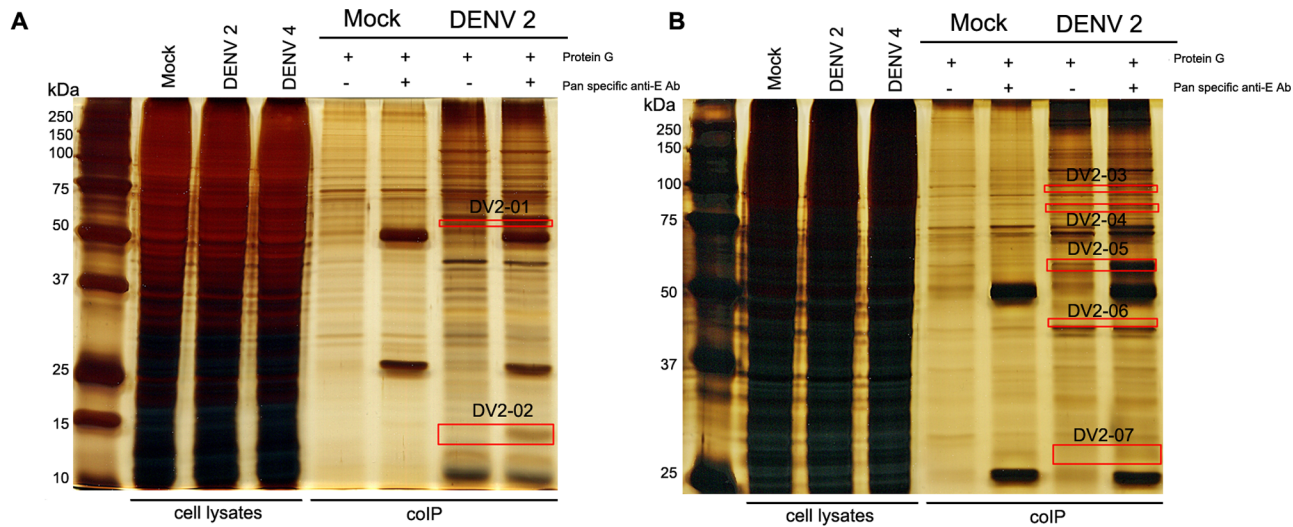 A
Mock
DENV 2
DENV 4
Mock
DENV 2
+ + + + Protein G
- + - + Pan specific anti-E Ab
kDa
250
150
100
75
50
37
25
15
10
DV2-01
DV2-02
cell lysates
coIP
B
Mock
DENV 2
DENV 4
Mock
DENV 2
+ + + + Protein G
- + - + Pan specific anti-E Ab
kDa
250
150
100
75
50
37
25
DV2-03
DV2-04
DV2-05
DV2-06
DV2-07
cell lysates
coIP